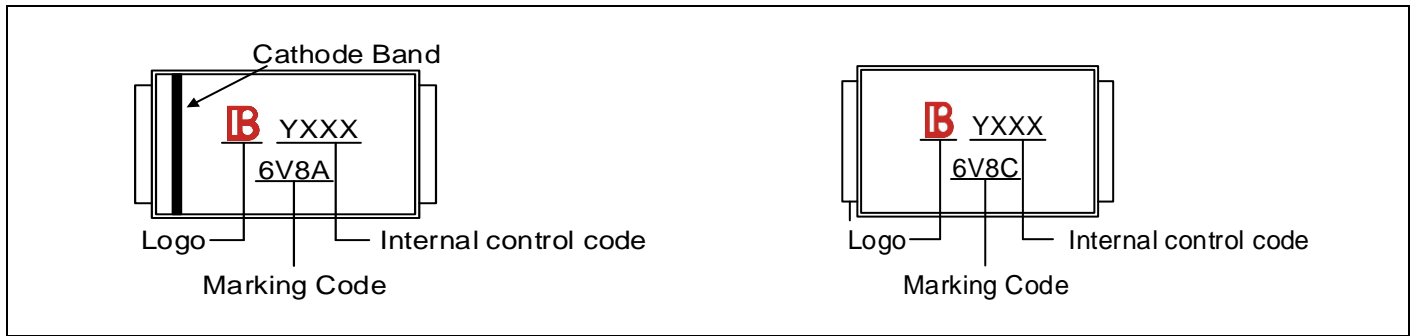 Cathode Band
B YXXX
6V8A
Logo
Internal control code
Marking Code
B YXXX
6V8C
Logo
Internal control code
Marking Code